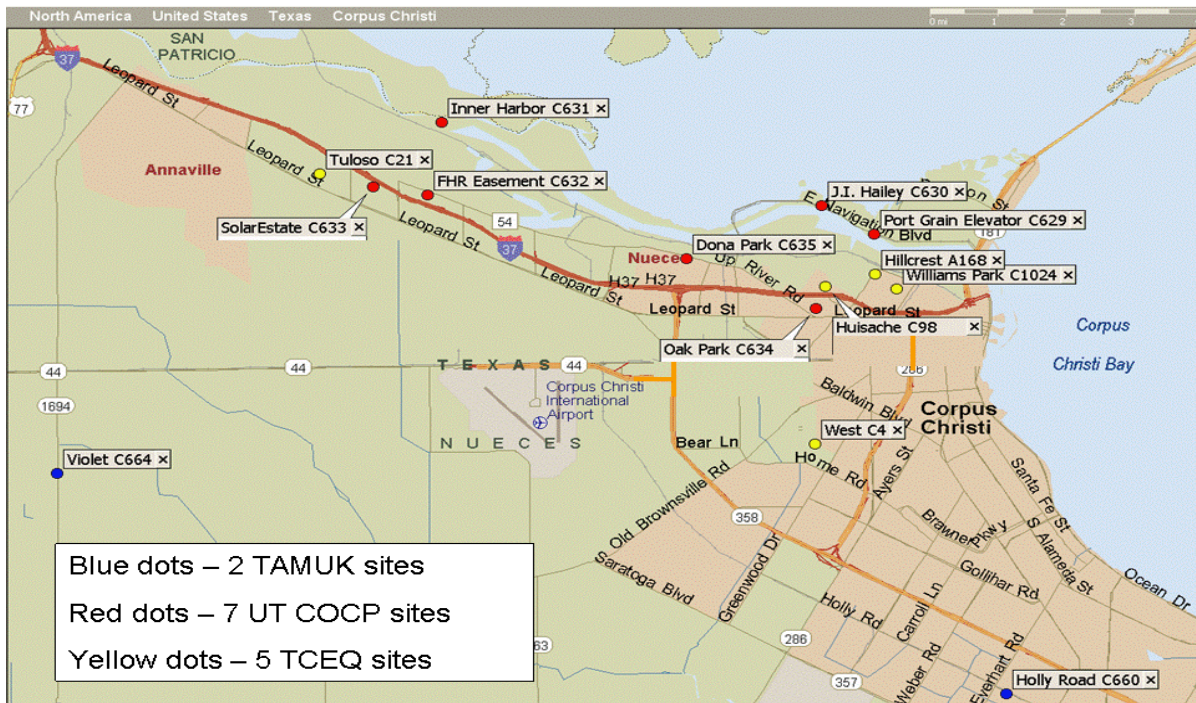 North America United States Texas Corpus Christi
0 mi 1 2 3
SAN
PATRICIO
37
Leopard St
77
Inner Harbor C631 ×
Annaville
Leopard St
Tuloso C21 ×
FHR Easement C632 ×
SolarEstate C633 ×
54
Leopard St
37
J.I. Hailey C630 ×
E Navigation Blvd
Port Grain Elevator C629 ×
181
Dona Park C635 ×
Nuece
Up River Rd
Hillcrest A168 ×
Williams Park C1024 ×
H37 H37
Leopard St
Leopard St
Leopard St
Huisache C98 ×
Oak Park C634 ×
Corpus
Christi Bay
TEXAS
44
44
44
286
1694
Corpus Christi
International
Airport
Baldwin Blvd
Corpus
Christi
NUECES
Bear Ln
West C4 ×
Violet C664 ×
Home Rd
Ayers St
Santa Fe St
Old Brownsville Rd
358
Brawner Pkwy
S Alameda St
Saratoga Blvd
Greenwood Dr
Gollihar Rd
Ocean Dr
Holly Rd
Carroll Ln
286
63
Weber Rd
Everhart Rd
357
Holly Road C660 ×
Blue dots – 2 TAMUK sites
Red dots – 7 UT COCP sites
Yellow dots – 5 TCEQ sites